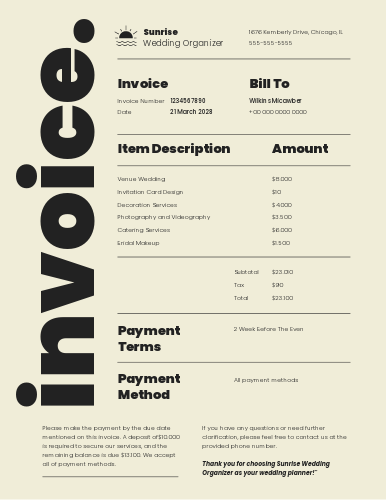 invoice.
Sunrise
Wedding Organizer
1676 Kemberly Drive, Chicago, IL
555-555-5555
Invoice
Invoice Number 1234567890
Date 21 March 2028
Bill To
Wilkins Micawber
+00 000 0000 0000
Item Description Amount
Venue Wedding $8.000
Invitation Card Design $10
Decoration Services $4000
Photography and Videography $3.500
Catering Services $6.000
Bridal Makeup $1.500
Subtotal $23.010
Tax $90
Total $23.100
Payment
Terms
2 Week Before The Even
Payment
Method
All payment methods
Please make the payment by the due date
mentioned on this Invoice. A deposit of $10.000
is required to secure our services, and the
remaining balance is due $13100. We accept
all of payment methods.
If you have any questions or need further
clarification, please feel free to contact us at the
provided phone number.
Thank you for choosing Sunrise Wedding
Organizer as your wedding planner!"